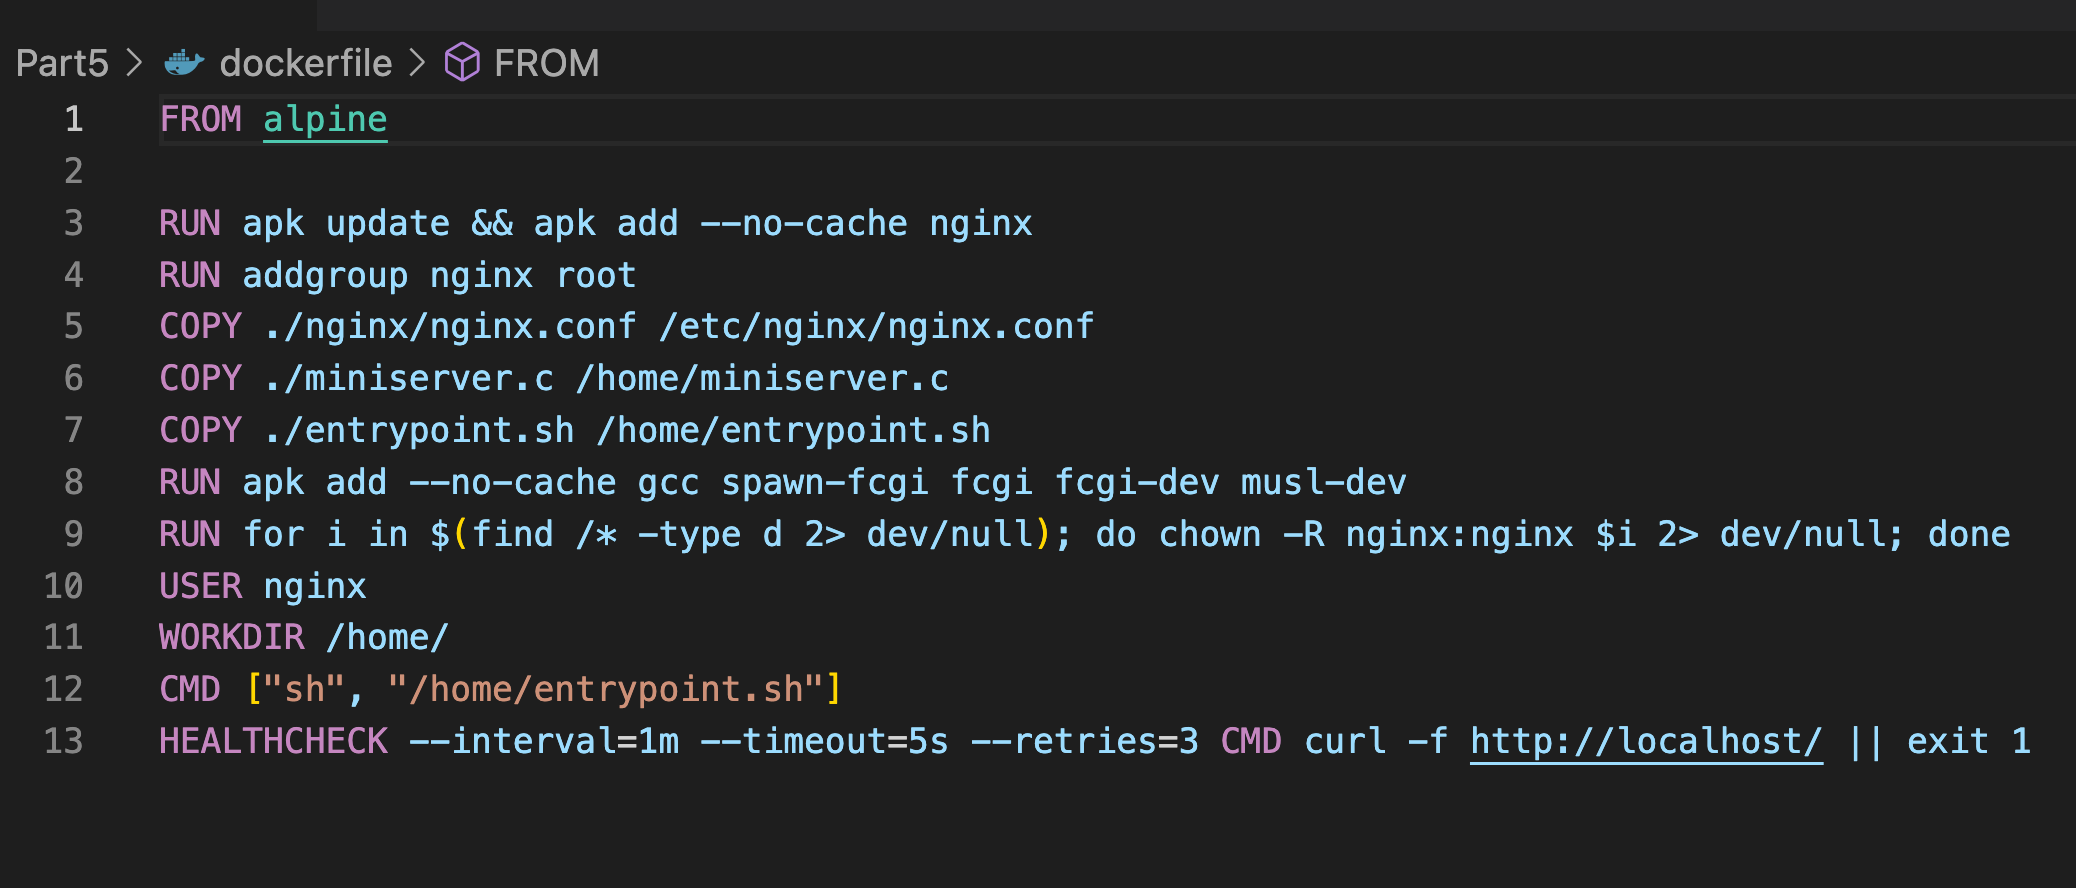 Part5 > dockerfile > FROM
1 FROM alpine
2
3 RUN apk update && apk add --no-cache nginx
4 RUN addgroup nginx root
5 COPY ./nginx/nginx.conf /etc/nginx/nginx.conf
6 COPY ./miniserver.c /home/miniserver.c
7 COPY ./entrypoint.sh /home/entrypoint.sh
8 RUN apk add --no-cache gcc spawn-fcgi fcgi fcgi-dev musl-dev
9 RUN for i in $(find /* -type d 2> dev/null); do chown -R nginx:nginx $i 2> dev/null; done
10 USER nginx
11 WORKDIR /home/
12 CMD ["sh", "/home/entrypoint.sh"]
13 HEALTHCHECK --interval=1m --timeout=5s --retries=3 CMD curl -f http://localhost/ || exit 1